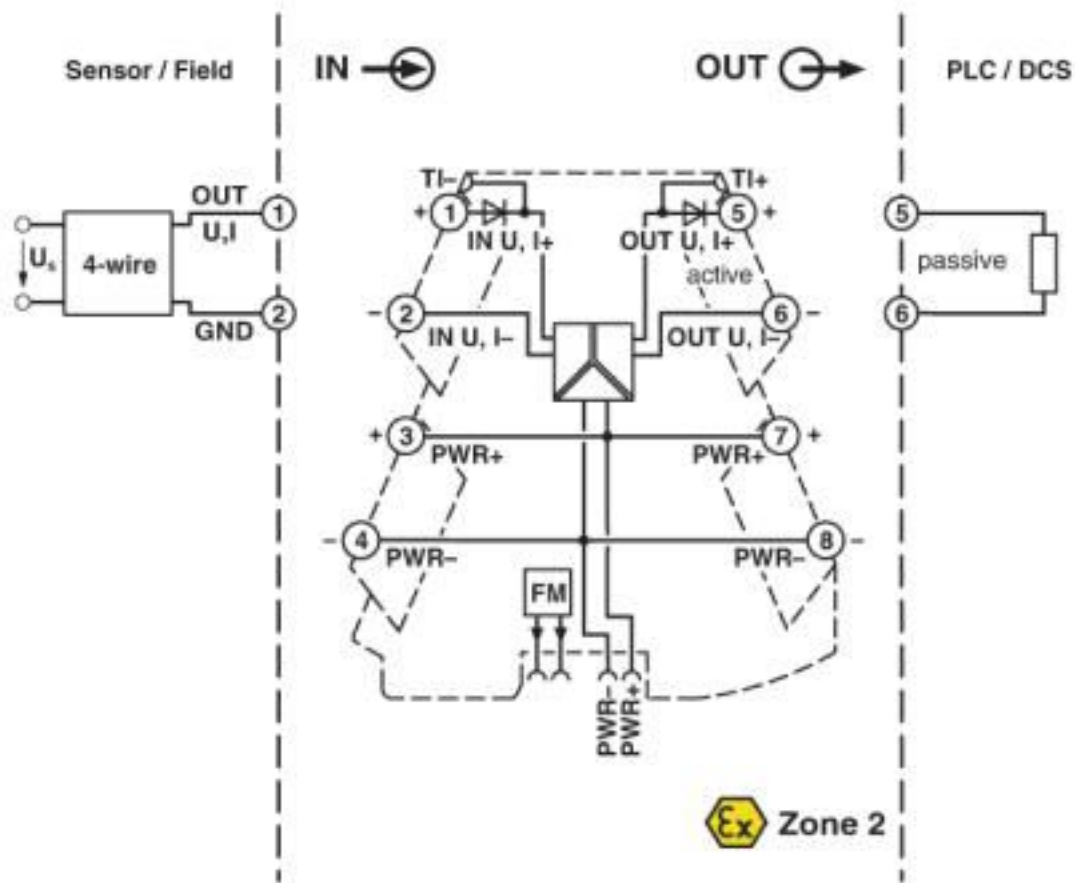 Sensor / Field
IN
OUT
PLC / DCS
TI–
TI+
OUT
1
+
1
5
+
5
U,I
IN U, I+
OUT U, I+
Us
4-wire
active
passive
2
–
2
6
–
6
GND
IN U, I–
OUT U, I–
+
3
7
+
PWR+
PWR+
–
4
8
–
PWR–
PWR–
FM
PWR–
PWR+
Ex
Zone 2